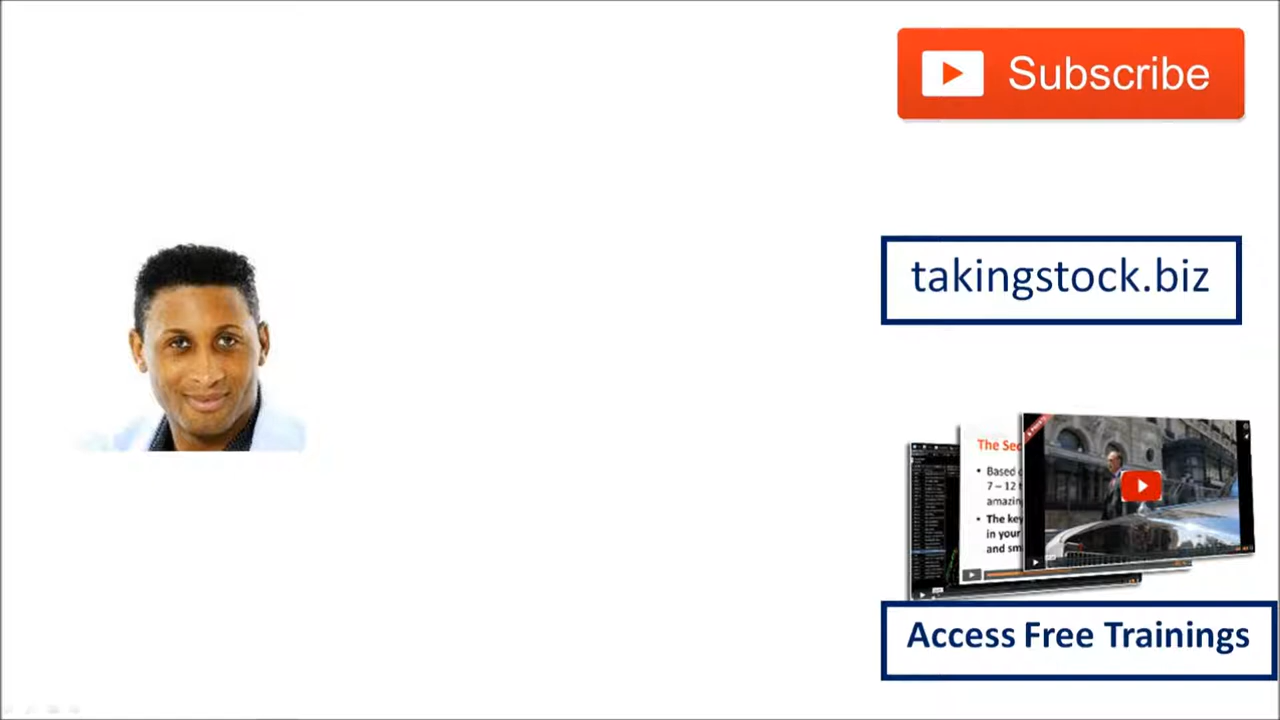 Subscribe
takingstock.biz
The Sec
Based o
7 – 12 t
amazin
The key
in your
and sm
Access Free Trainings